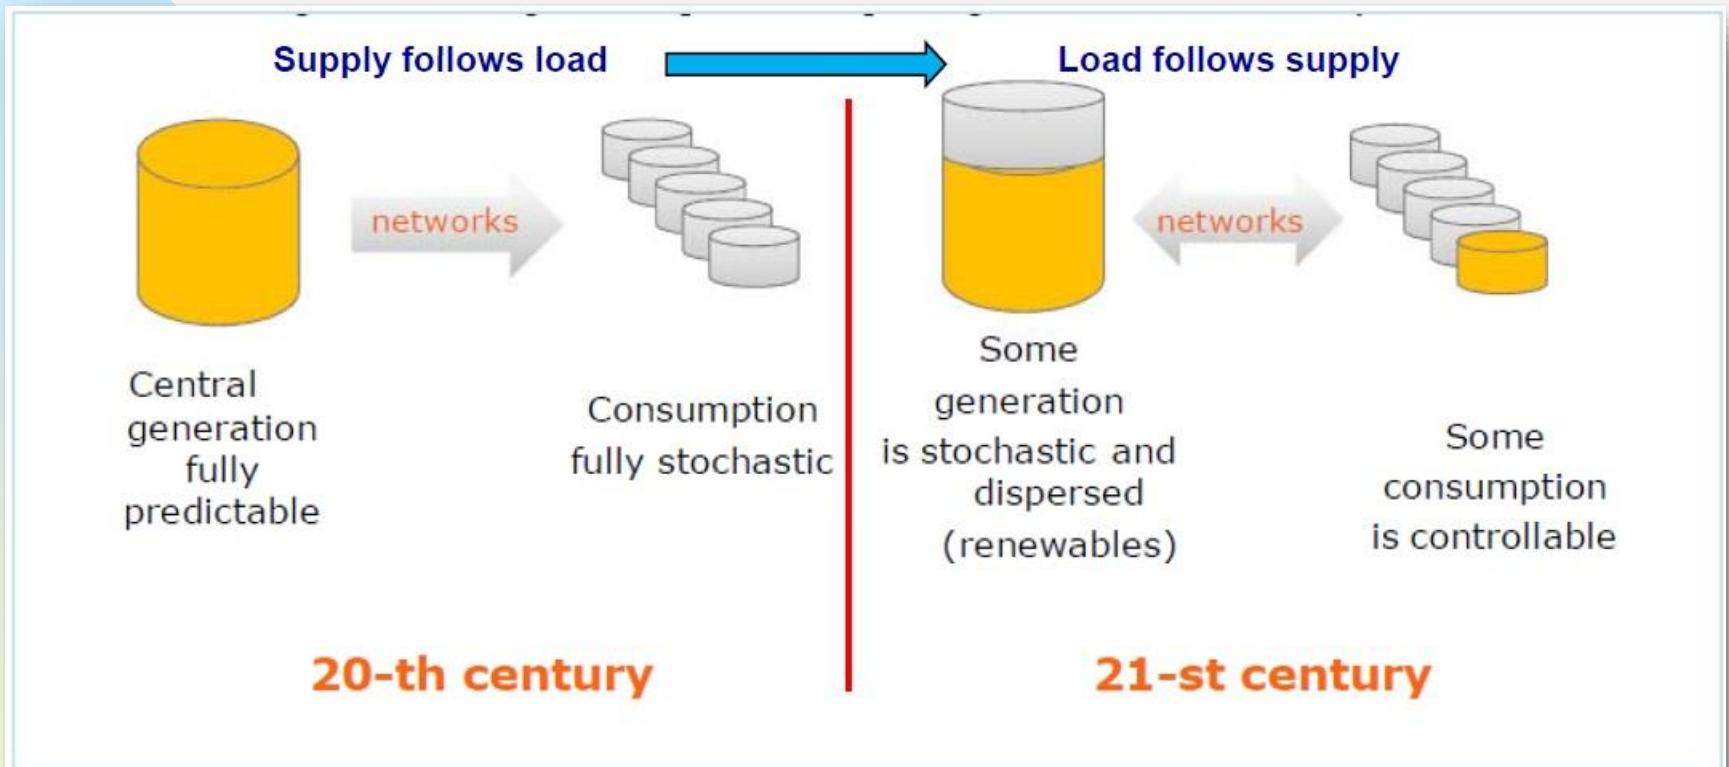 Supply follows load
Load follows supply
networks
Central
generation
fully
predictable
Consumption
fully stochastic
networks
Some
generation
is stochastic and
dispersed
(renewables)
Some
consumption
is controllable
20-th century
21-st century